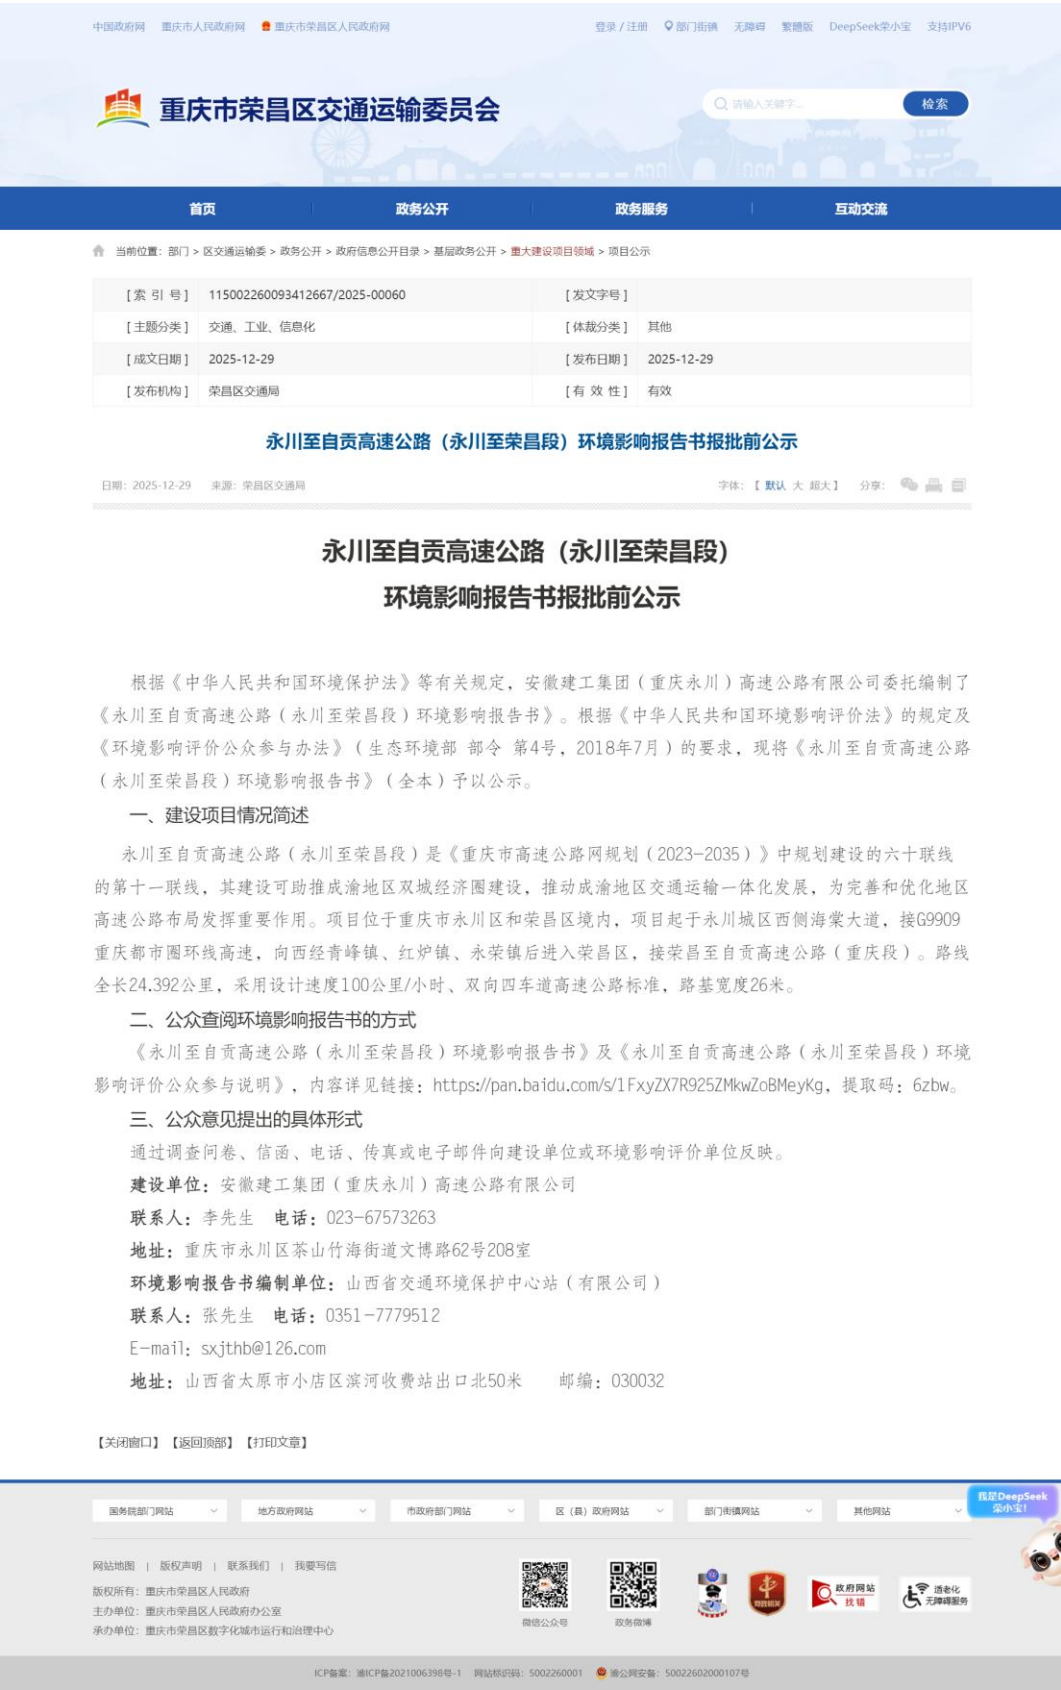 中国政府网 重庆市人民政府网 重庆市荣昌区人民政府网 登录 / 注册 部门街镇 无障碍 繁體版 DeepSeek荣小宝 支持IPV6
重庆市荣昌区交通运输委员会 请输入关键字... 检索
首页 政务公开 政务服务 互动交流
当前位置：部门 > 区交通运输委 > 政务公开 > 政府信息公开目录 > 基层政务公开 > 重大建设项目领域 > 项目公示
[ 索 引 号 ] 115002260093412667/2025-00060 [ 发文字号 ]
[ 主题分类 ] 交通、工业、信息化 [ 体裁分类 ] 其他
[ 成文日期 ] 2025-12-29 [ 发布日期 ] 2025-12-29
[ 发布机构 ] 荣昌区交通局 [ 有 效 性 ] 有效
永川至自贡高速公路（永川至荣昌段）环境影响报告书报批前公示
日期：2025-12-29 来源：荣昌区交通局 字体：【 默认 大 超大 】 分享：
永川至自贡高速公路（永川至荣昌段）
环境影响报告书报批前公示
根据《中华人民共和国环境保护法》等有关规定，安徽建工集团（重庆永川）高速公路有限公司委托编制了
《永川至自贡高速公路（永川至荣昌段）环境影响报告书》。根据《中华人民共和国环境影响评价法》的规定及
《环境影响评价公众参与办法》（生态环境部 部令 第4号，2018年7月）的要求，现将《永川至自贡高速公路
（永川至荣昌段）环境影响报告书》（全本）予以公示。
一、建设项目情况简述
永川至自贡高速公路（永川至荣昌段）是《重庆市高速公路网规划（2023—2035）》中规划建设的六十联线
的第十一联线，其建设可助推成渝地区双城经济圈建设，推动成渝地区交通运输一体化发展，为完善和优化地区
高速公路布局发挥重要作用。项目位于重庆市永川区和荣昌区境内，项目起于永川城区西侧海棠大道，接G9909
重庆都市圈环线高速，向西经青峰镇、红炉镇、永荣镇后进入荣昌区，接荣昌至自贡高速公路（重庆段）。路线
全长24.392公里，采用设计速度100公里/小时、双向四车道高速公路标准，路基宽度26米。
二、公众查阅环境影响报告书的方式
《永川至自贡高速公路（永川至荣昌段）环境影响报告书》及《永川至自贡高速公路（永川至荣昌段）环境
影响评价公众参与说明》，内容详见链接：https://pan.baidu.com/s/1FxyZX7R925ZMkwZoBMeyKg，提取码：6zbw。
三、公众意见提出的具体形式
通过调查问卷、信函、电话、传真或电子邮件向建设单位或环境影响评价单位反映。
建设单位：安徽建工集团（重庆永川）高速公路有限公司
联系人：李先生 电话：023—67573263
地址：重庆市永川区茶山竹海街道文博路62号208室
环境影响报告书编制单位：山西省交通环境保护中心站（有限公司）
联系人：张先生 电话：0351—7779512
E—mail：sxjthb@126.com
地址：山西省太原市小店区滨河收费站出口北50米 邮编：030032
【关闭窗口】 【返回顶部】 【打印文章】
我是DeepSeek
荣小宝！
国务院部门网站 地方政府网站 市政府部门网站 区（县）政府网站 部门街镇网站 其他网站
网站地图 | 版权声明 | 联系我们 | 我要写信
版权所有：重庆市荣昌区人民政府
主办单位：重庆市荣昌区人民政府办公室
承办单位：重庆市荣昌区数字化城市运行和治理中心
微信公众号 政务微博
党政机关
政府网站
找错
适老化
无障碍服务
ICP备案：渝ICP备2021006398号-1 网站标识码：5002260001 渝公网安备：50022602000107号